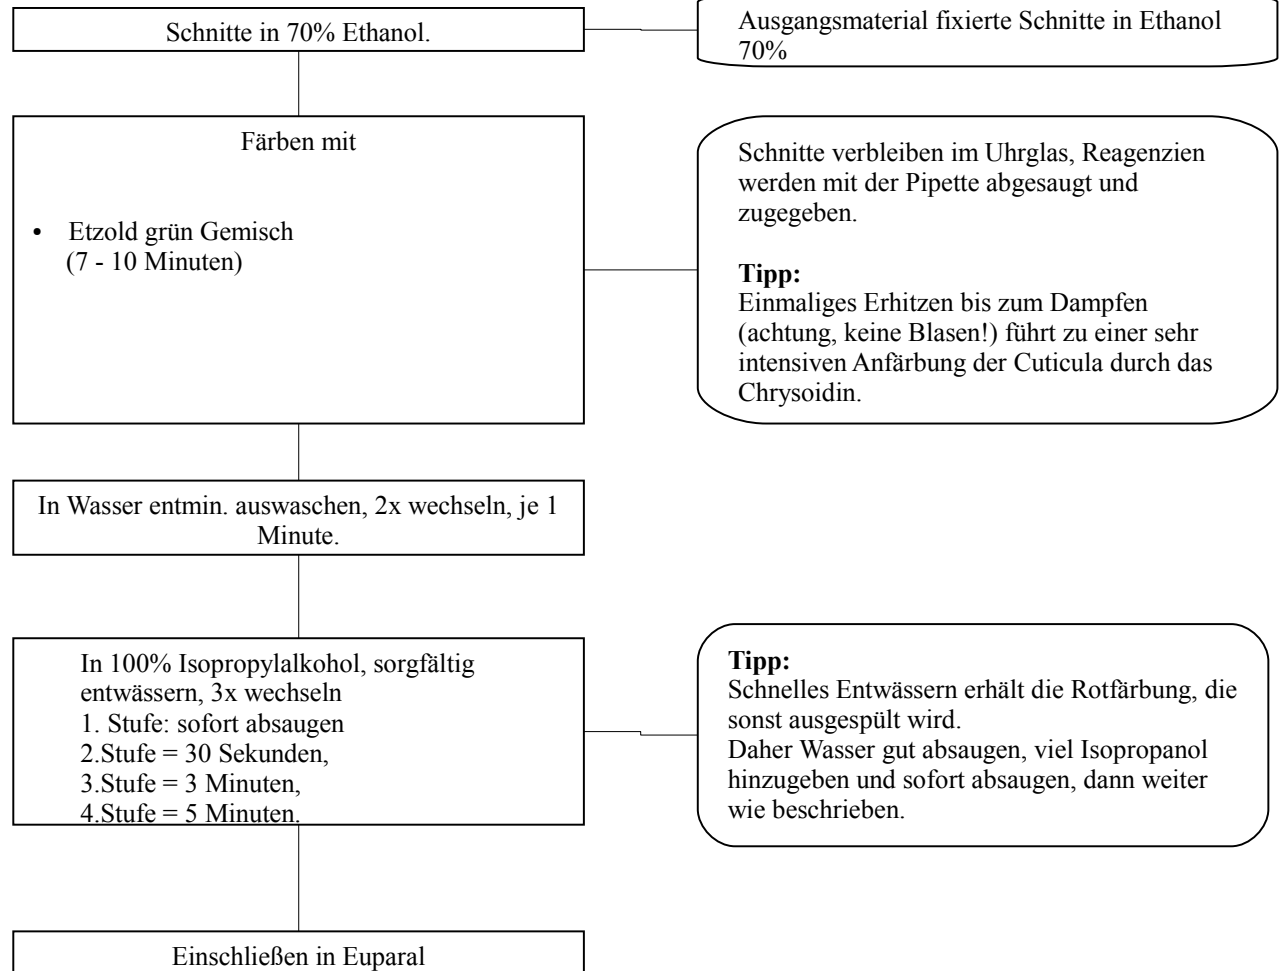 Schnitte in 70% Ethanol.
Ausgangsmaterial fixierte Schnitte in Ethanol
70%
Färben mit
• Etzold grün Gemisch
(7 - 10 Minuten)
Schnitte verbleiben im Uhrglas, Reagenzien
werden mit der Pipette abgesaugt und
zugegeben.
Tipp:
Einmaliges Erhitzen bis zum Dampfen
(achtung, keine Blasen!) führt zu einer sehr
intensiven Anfärbung der Cuticula durch das
Chrysoidin.
In Wasser entmin. auswaschen, 2x wechseln, je 1
Minute.
In 100% Isopropylalkohol, sorgfältig
entwässern, 3x wechseln
1. Stufe: sofort absaugen
2.Stufe = 30 Sekunden,
3.Stufe = 3 Minuten,
4.Stufe = 5 Minuten.
Tipp:
Schnelles Entwässern erhält die Rotfärbung, die
sonst ausgespült wird.
Daher Wasser gut absaugen, viel Isopropanol
hinzugeben und sofort absaugen, dann weiter
wie beschrieben.
Einschließen in Euparal